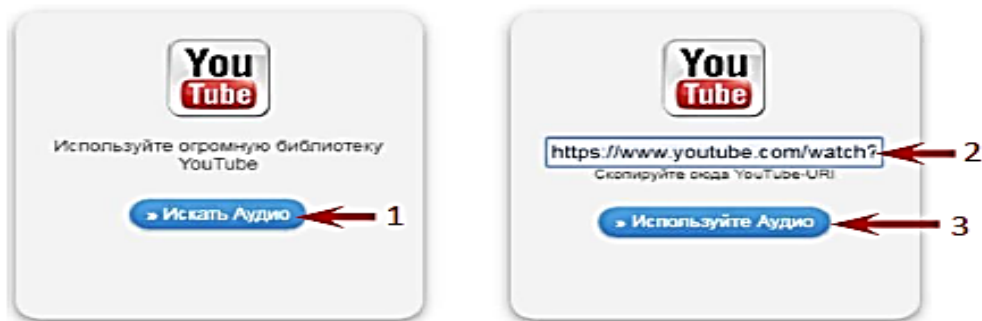 You
Tube
Используйте огромную библиотеку
YouTube
» Искать Аудио
1
You
Tube
https://www.youtube.com/watch?
2
Скопируйте сюда YouTube-URI
» Используйте Аудио
3